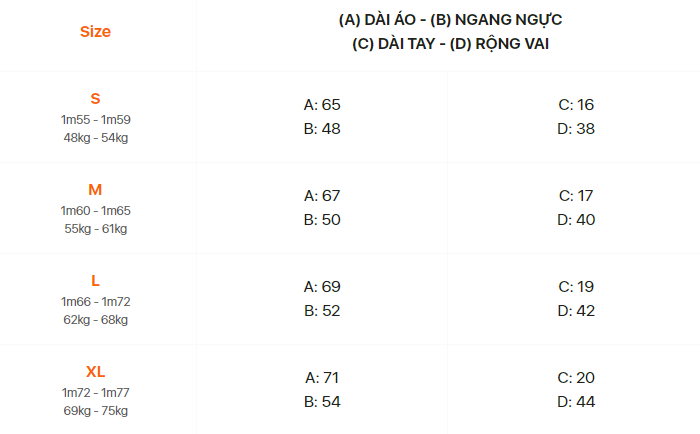 Size
(A) DÀI ÁO - (B) NGANG NGỰC
(C) DÀI TAY - (D) RỘNG VAI
S
1m55 - 1m59
48kg - 54kg
A: 65
B: 48
C: 16
D: 38
M
1m60 - 1m65
55kg - 61kg
A: 67
B: 50
C: 17
D: 40
L
1m66 - 1m72
62kg - 68kg
A: 69
B: 52
C: 19
D: 42
XL
1m72 - 1m77
69kg - 75kg
A: 71
B: 54
C: 20
D: 44